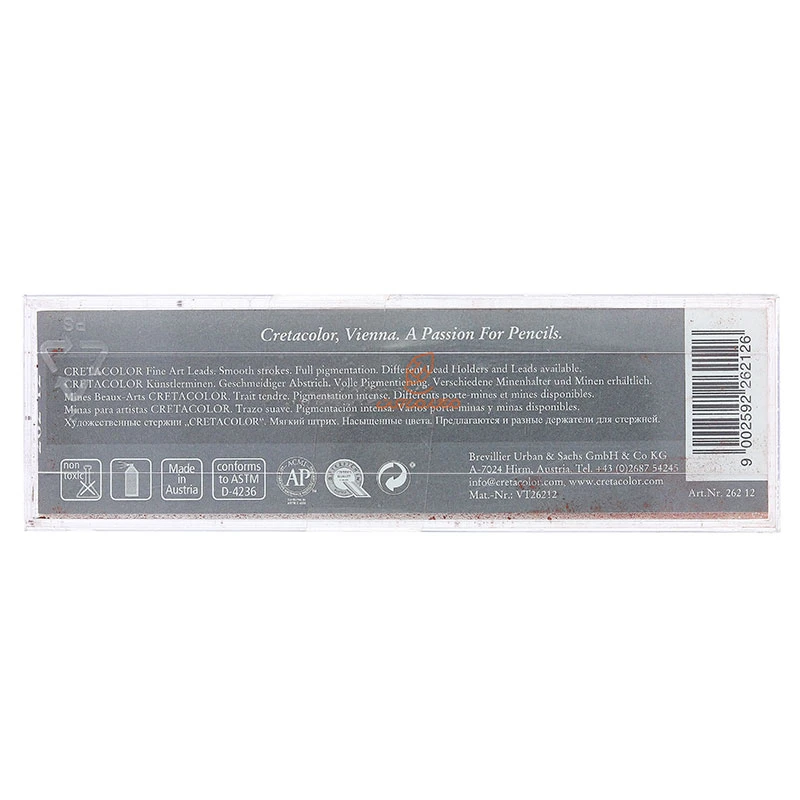 Cretacolor, Vienna. A Passion For Pencils.
CRETACOLOR Fine Art Leads. Smooth strokes. Full pigmentation. Different Lead Holders and Leads available.
CRETACOLOR Künstlerminen. Geschmeidiger Abstrich. Volle Pigmentierung. Verschiedene Minenhalter und Minen erhältlich.
Mines Beaux-Arts CRETACOLOR. Trait tendre. Pigmentation intense. Différents porte-mines et mines disponibles.
Minas para artistas CRETACOLOR. Trazo suave. Pigmentación intensa. Varios porta minas y minas disponibles.
Художественные стержни „CRETACOLOR". Мягкий штрих. Насыщенные цвета. Предлагаются и разные держатели для стержней.
non toxic
Made in Austria
conforms to ASTM D-4236
ACMI
AP
Brevillier Urban & Sachs GmbH & Co KG
A-7024 Hirm, Austria. Tel. +43 (0)2687 54245
info@cretacolor.com, www.cretacolor.com
Mat.-Nr.: VT26212
Art.Nr. 262 12
9 002592 262126
PS